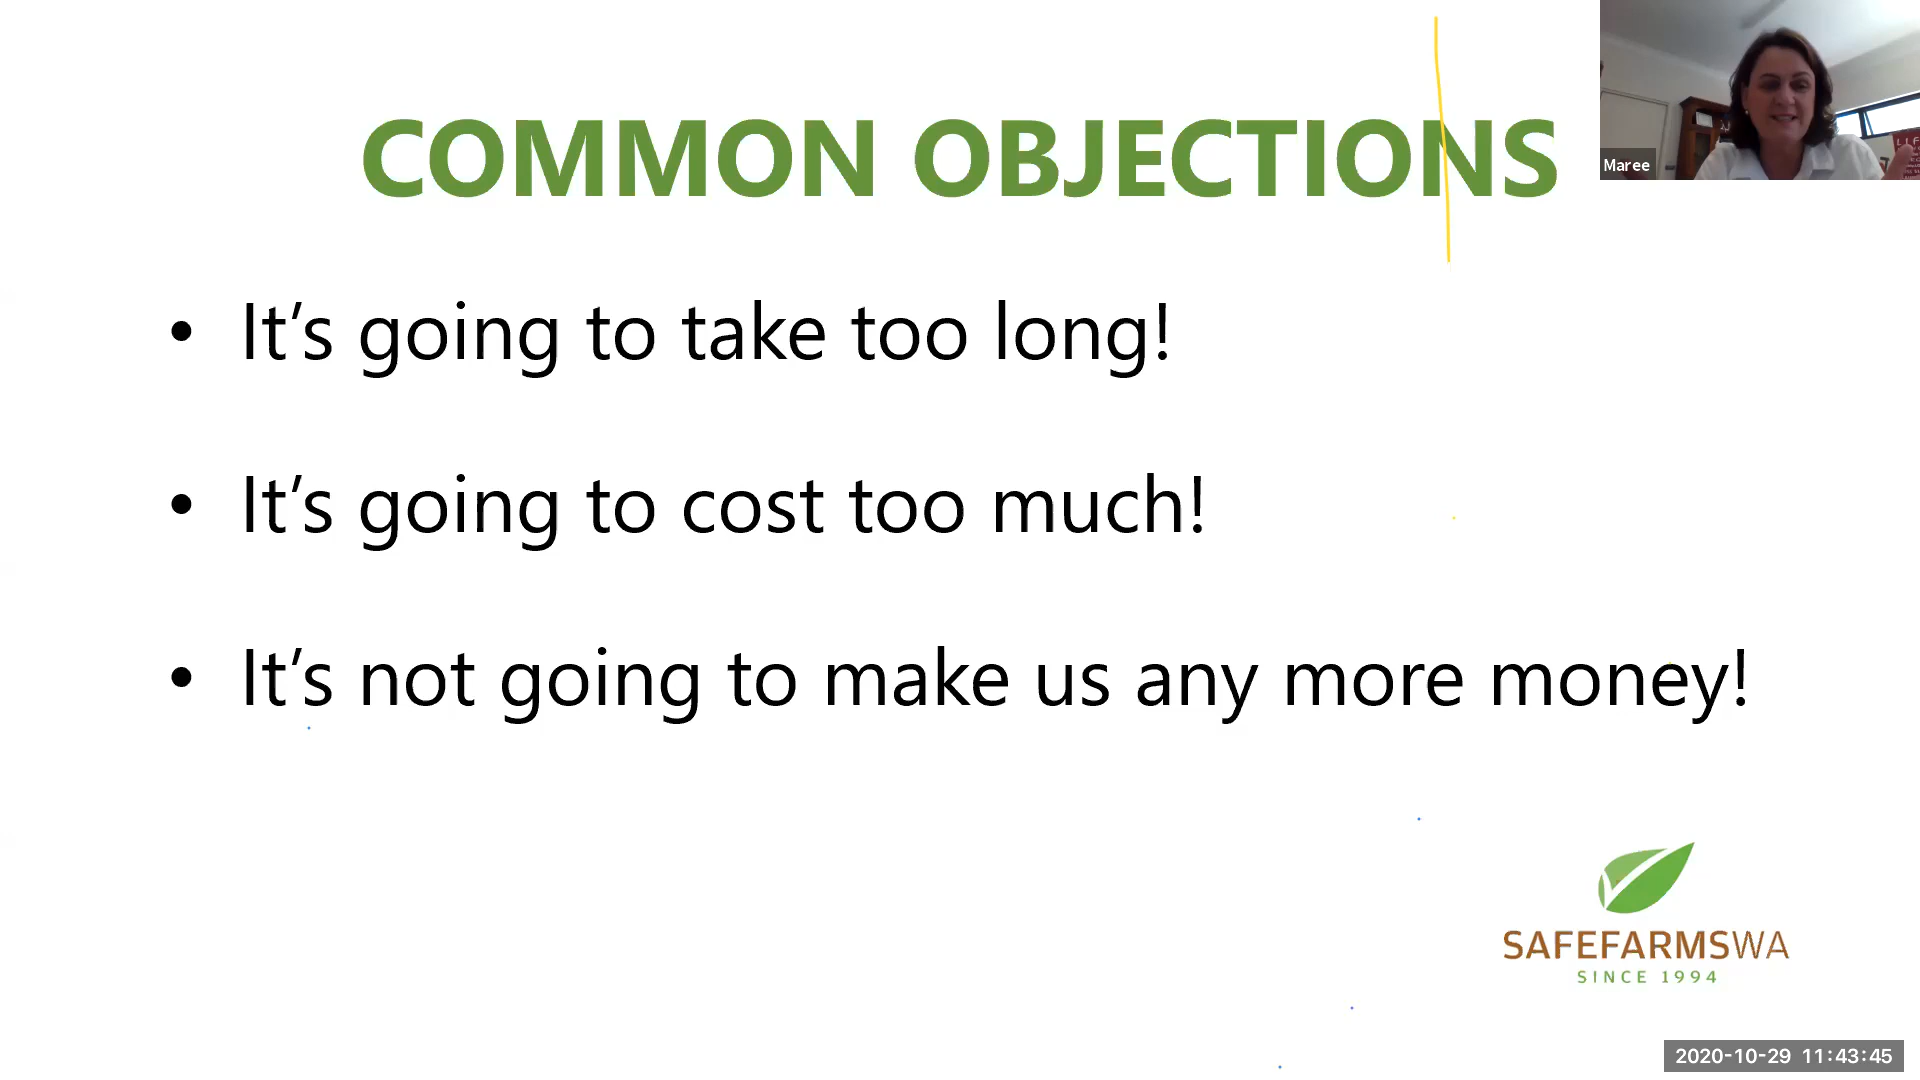 COMMON OBJECTIONS
Maree
• It’s going to take too long!
• It’s going to cost too much!
• It’s not going to make us any more money!
SAFEFARMSWA
SINCE 1994
2020-10-29 11:43:45